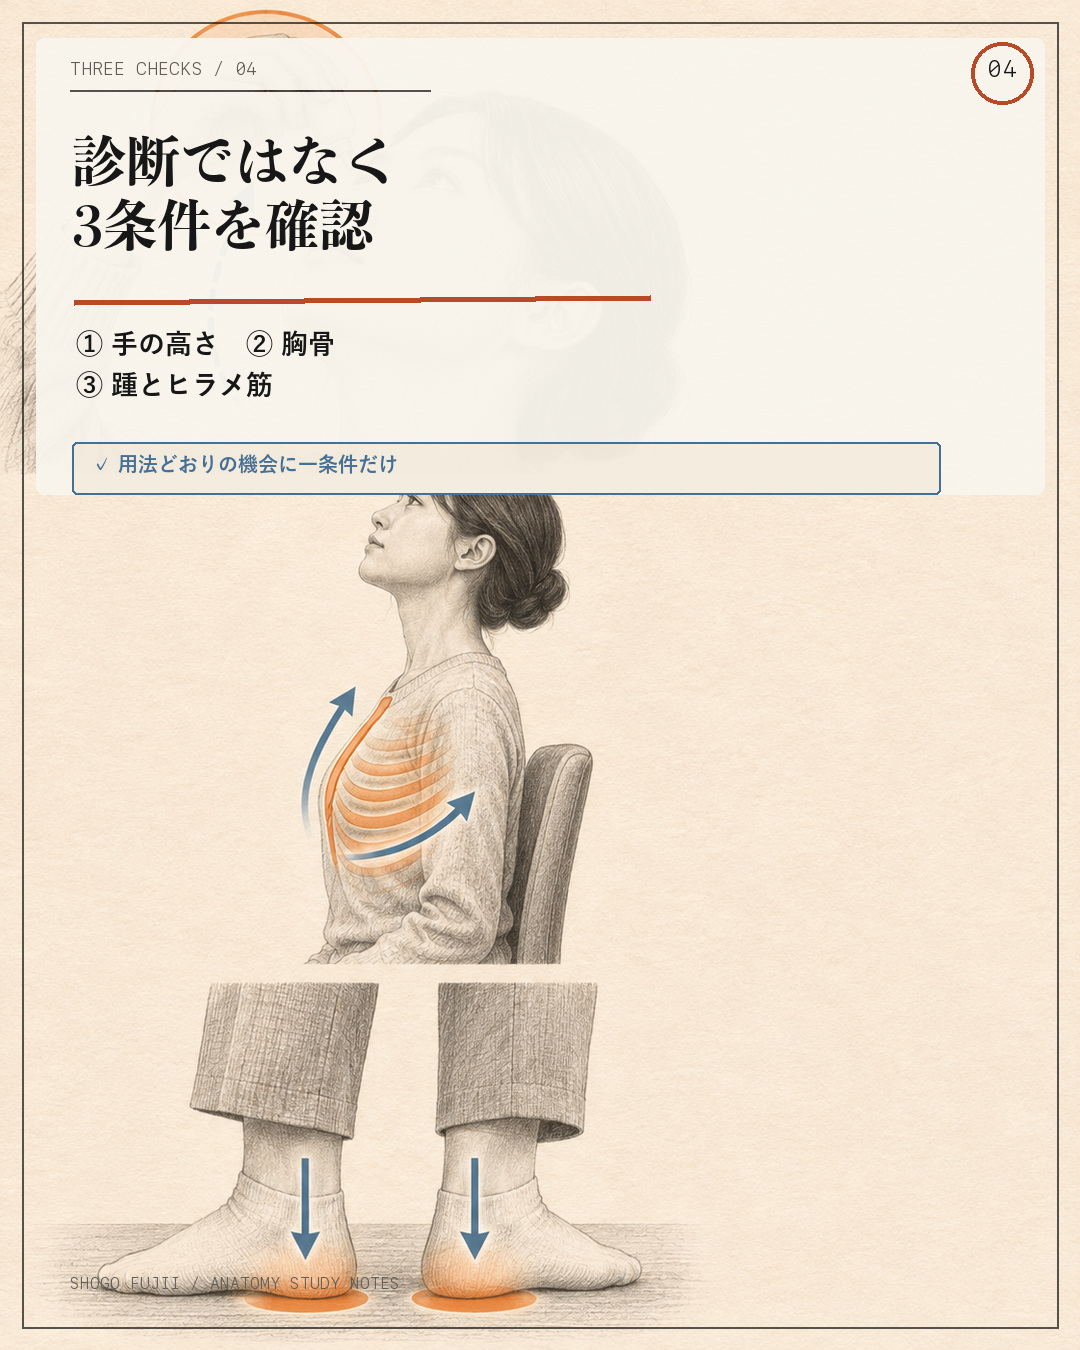 THREE CHECKS / 04
04
診断ではなく
3条件を確認
① 手の高さ ② 胸骨
③ 踵とヒラメ筋
✓ 用法どおりの機会に一条件だけ
SHOGO FUJII / ANATOMY STUDY NOTES